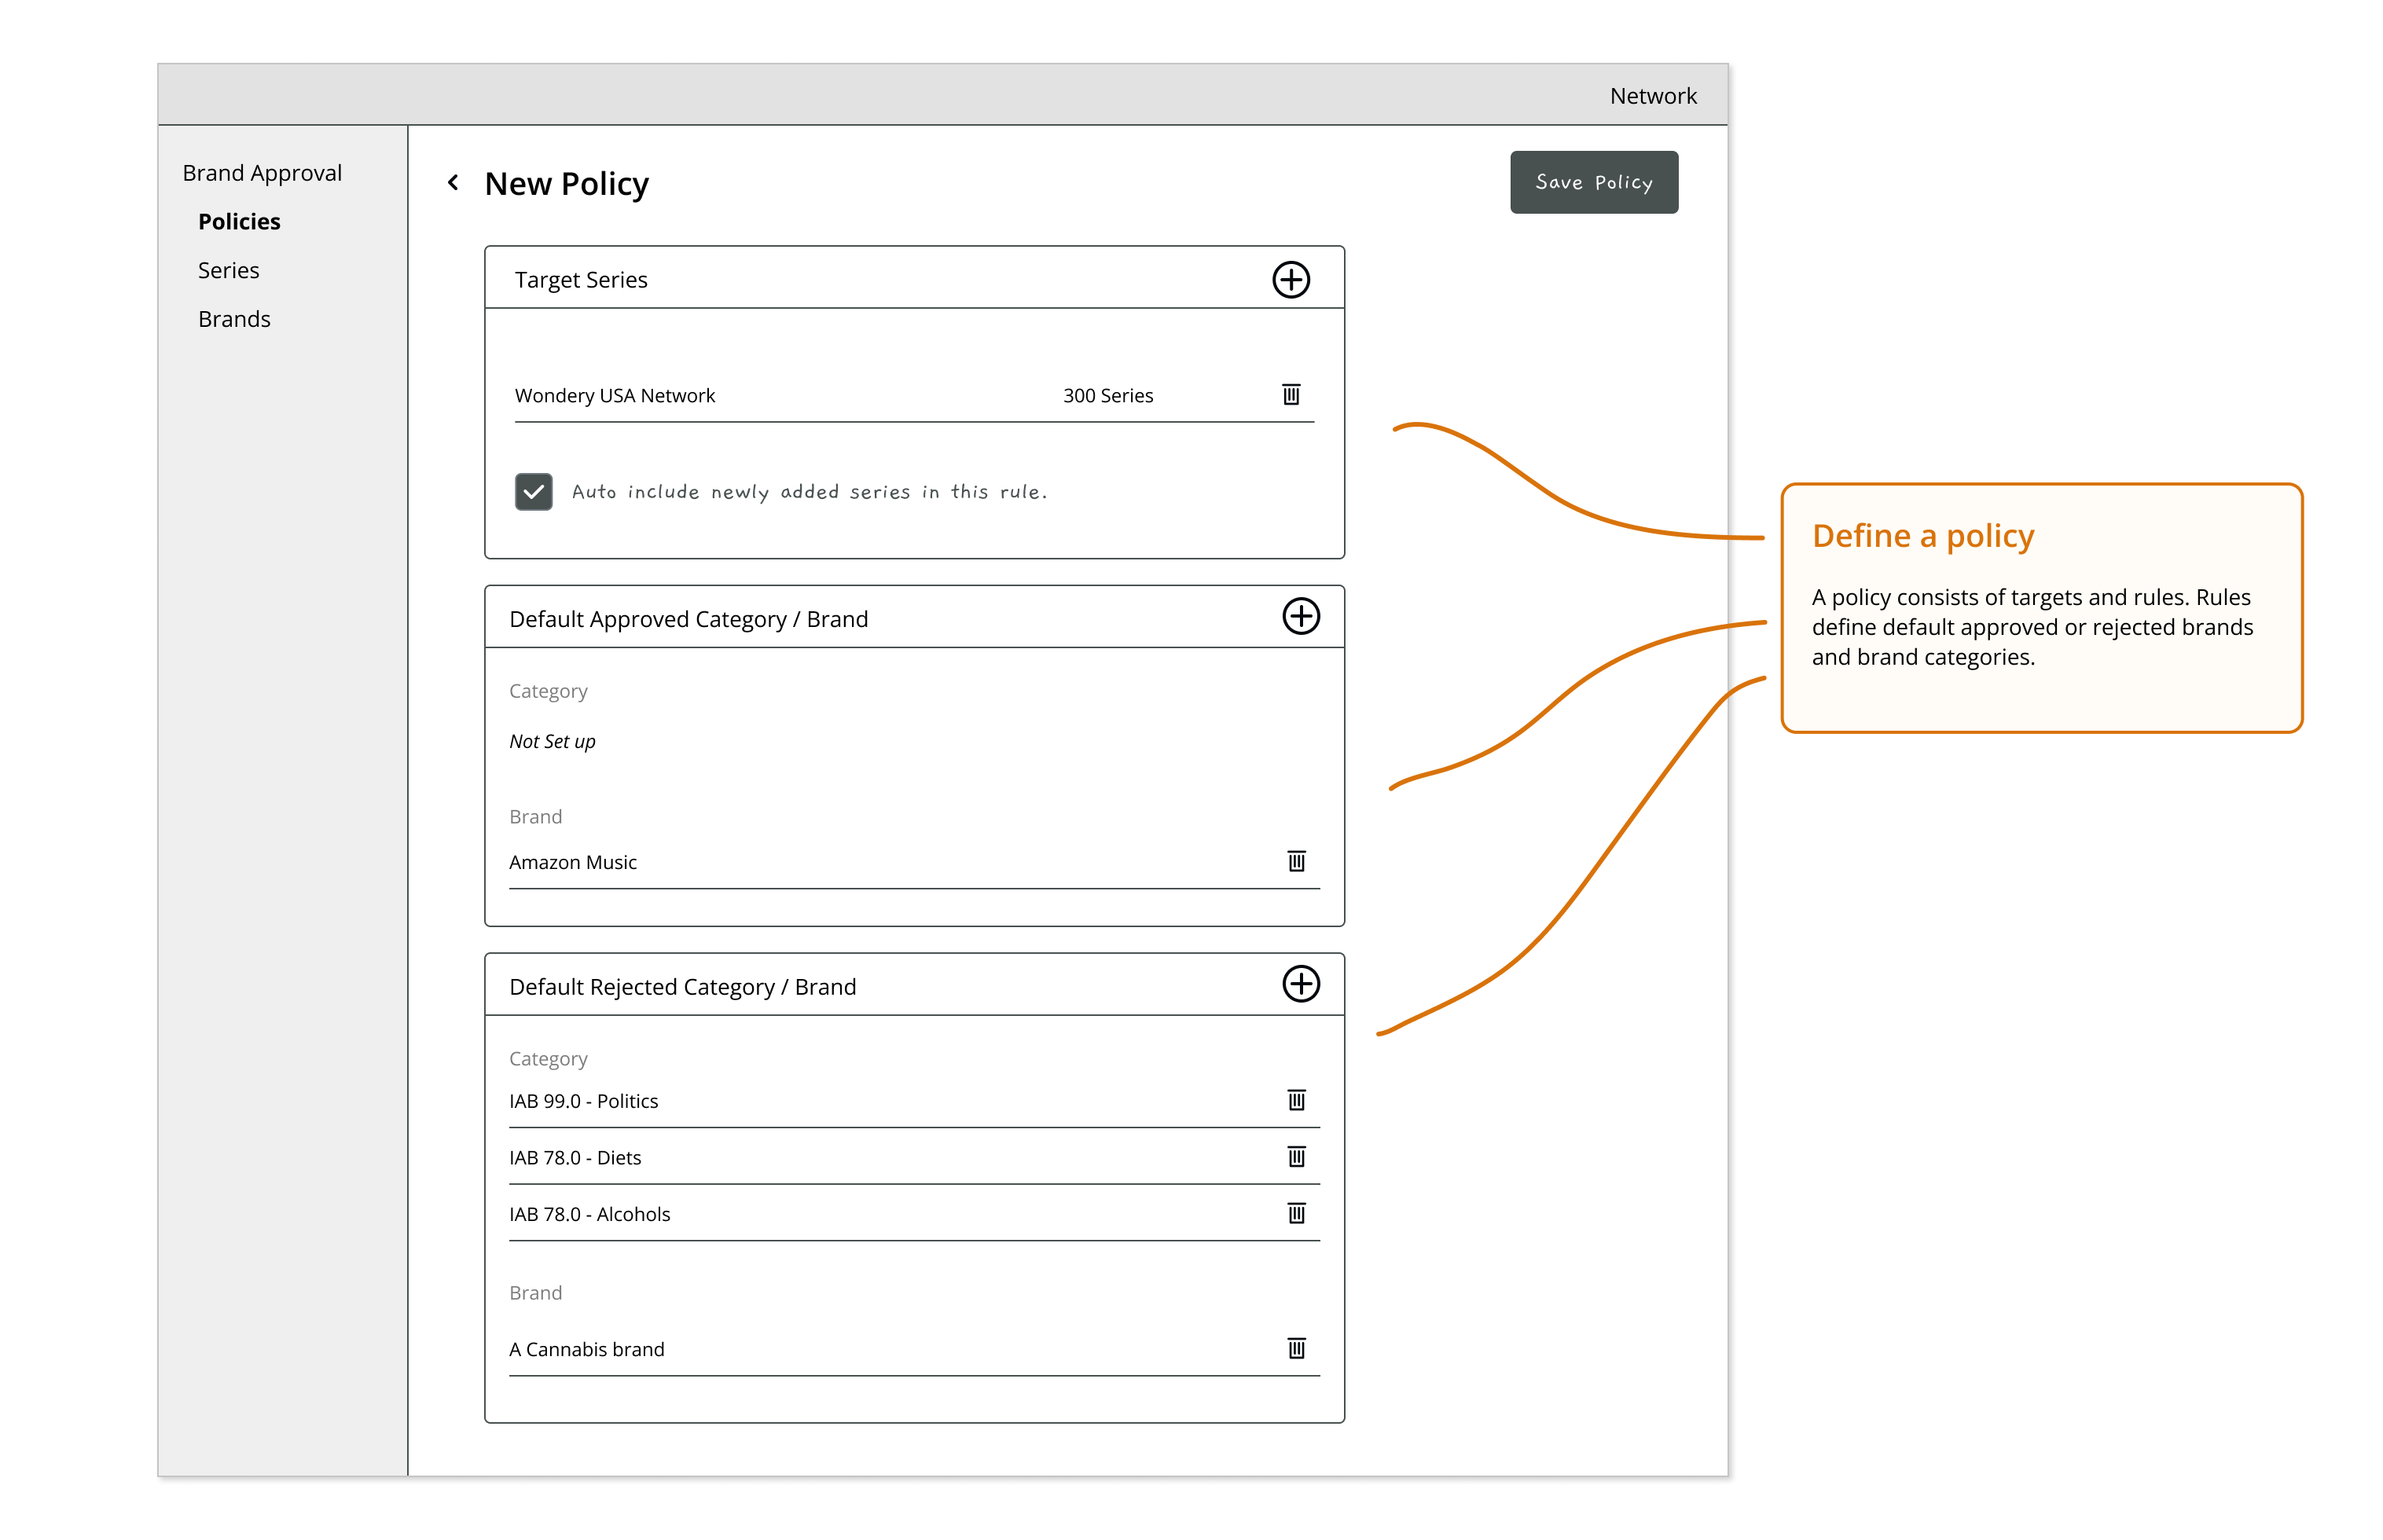 Network
Brand Approval
Policies
Series
Brands
New Policy
Save Policy
Target Series
Wondery USA Network 300 Series
Auto include newly added series in this rule.
Default Approved Category / Brand
Category
Not Set up
Brand
Amazon Music
Default Rejected Category / Brand
Category
IAB 99.0 - Politics
IAB 78.0 - Diets
IAB 78.0 - Alcohols
Brand
A Cannabis brand
Define a policy
A policy consists of targets and rules. Rules
define default approved or rejected brands
and brand categories.